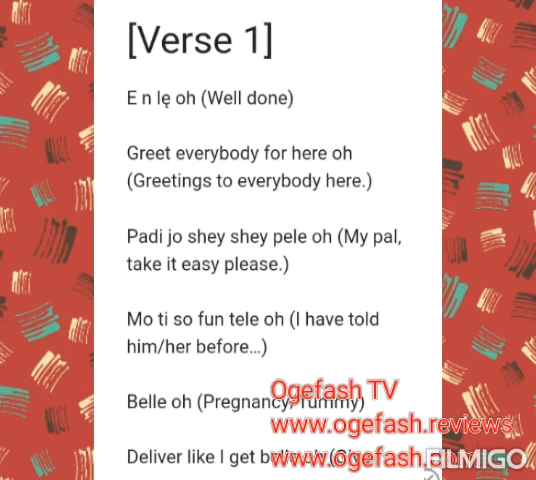 [Verse 1]
E n lę oh (Well done)
Greet everybody for here oh
(Greetings to everybody here.)
Padi jo shey shey pele oh (My pal,
take it easy please.)
Mo ti so fun tele oh (I have told
him/her before...)
Belle oh (Pregnancy/Tummy)
Ogefash TV
www.ogefash.reviews
Deliver like I get
www.ogefash.
FILMIGO